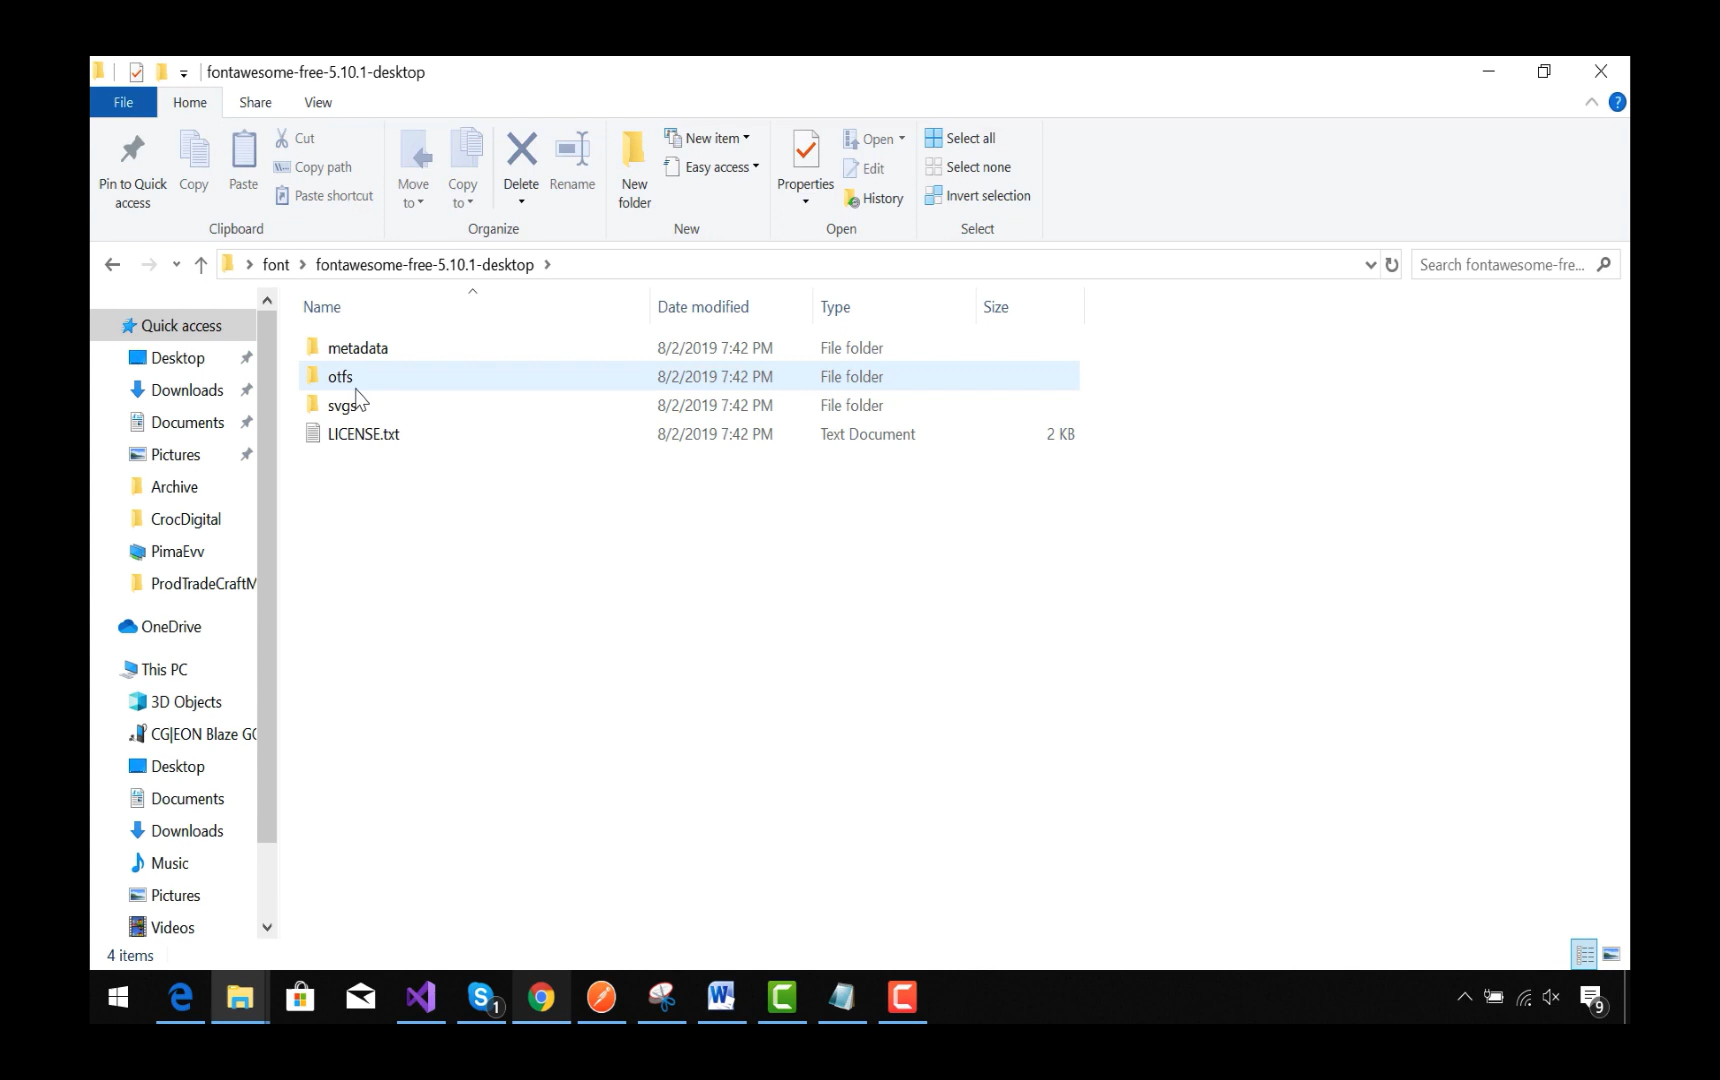 fontawesome-free-5.10.1-desktop
File Home Share View
Pin to Quick access
Copy
Paste
Cut
Copy path
Paste shortcut
Clipboard
Move to
Copy to
Delete
Rename
Organize
New folder
New item
Easy access
New
Properties
Open
Edit
History
Open
Select all
Select none
Invert selection
Select
font > fontawesome-free-5.10.1-desktop >
Search fontawesome-fre...
Quick access
Desktop
Downloads
Documents
Pictures
Archive
CrocDigital
PimaEvv
ProdTradeCraftM
OneDrive
This PC
3D Objects
CG|EON Blaze GO
Desktop
Documents
Downloads
Music
Pictures
Videos
Name Date modified Type Size
metadata 8/2/2019 7:42 PM File folder
otfs 8/2/2019 7:42 PM File folder
svgs 8/2/2019 7:42 PM File folder
LICENSE.txt 8/2/2019 7:42 PM Text Document 2 KB
4 items
1
9